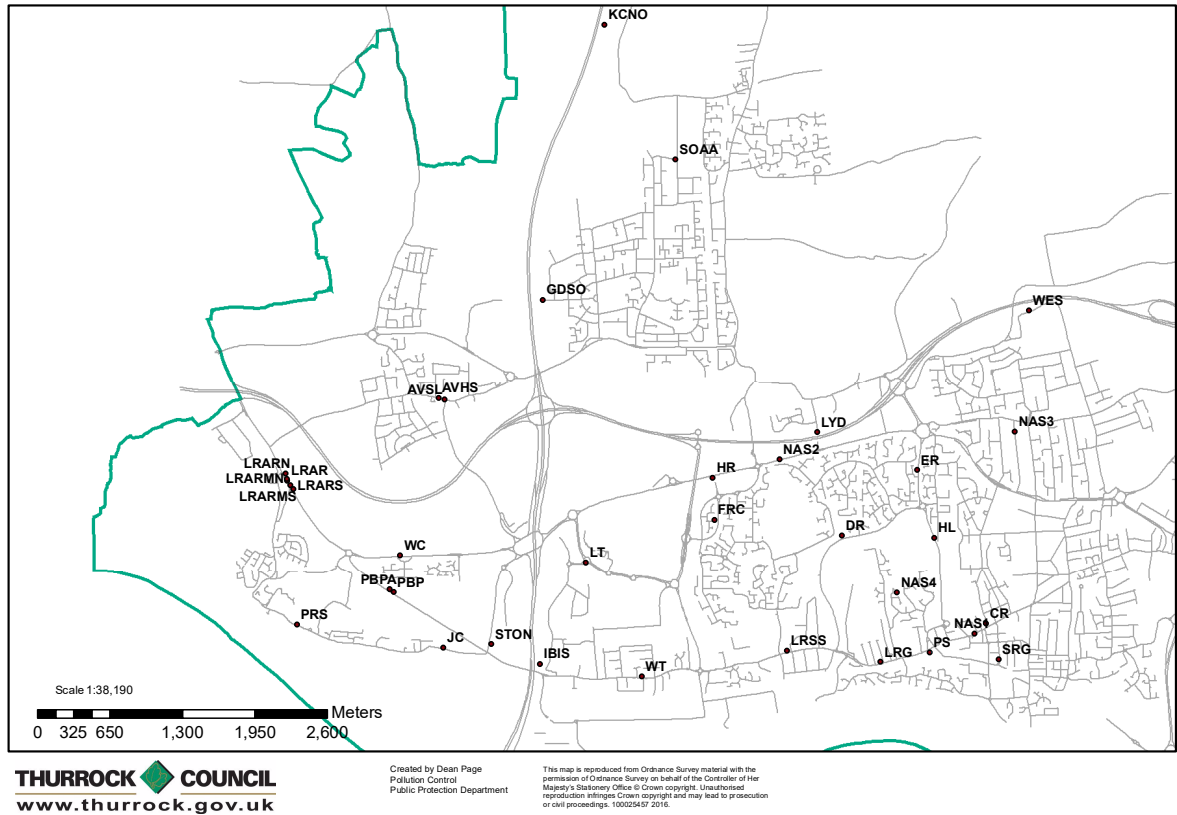 KCNO
SOAA
GDSO
WES
AVSL AVHS
LYD
NAS3
NAS2
LRARN LRAR
ER
HR
LRARMN LRARS
LRARMS
FRC
DR
HL
WC
LT
PBPA PBP
NAS4
PRS
CR
NAS
JC
STON
LRSS
PS
IBIS
LRG
SRG
WT
Scale 1:38,190
Meters
0 325 650 1,300 1,950 2,600
THURROCK COUNCIL
www.thurrock.gov.uk
Created by Dean Page
Pollution Control
Public Protection Department
This map is reproduced from Ordnance Survey material with the
permission of Ordnance Survey on behalf of the Controller of Her
Majesty's Stationery Office © Crown copyright. Unauthorised
reproduction infringes Crown copyright and may lead to prosecution
or civil proceedings. 100025457 2016.